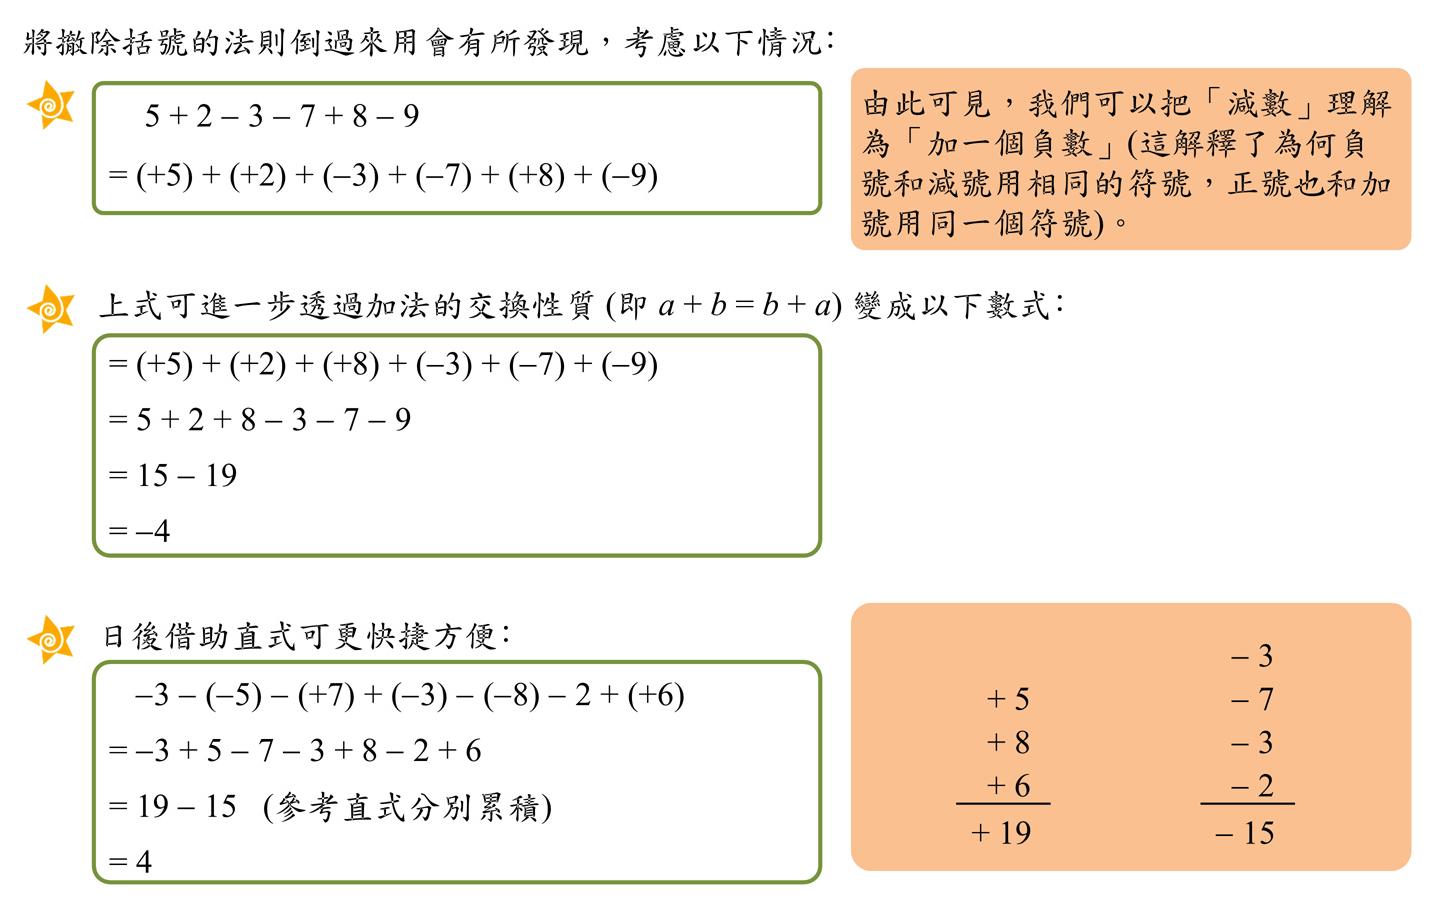 將撤除括號的法則倒過來用會有所發現，考慮以下情況：
5 + 2 – 3 – 7 + 8 – 9
= (+5) + (+2) + (–3) + (–7) + (+8) + (–9)
由此可見，我們可以把「減數」理解
為「加一個負數」(這解釋了為何負
號和減號用相同的符號，正號也和加
號用同一個符號)。
上式可進一步透過加法的交換性質 (即 a + b = b + a) 變成以下數式：
= (+5) + (+2) + (+8) + (–3) + (–7) + (–9)
= 5 + 2 + 8 – 3 – 7 – 9
= 15 – 19
= –4
日後借助直式可更快捷方便：
–3 – (–5) – (+7) + (–3) – (–8) – 2 + (+6)
= –3 + 5 – 7 – 3 + 8 – 2 + 6
= 19 – 15 (參考直式分別累積)
= 4
+ 5
+ 8
+ 6
+ 19
– 3
– 7
– 3
– 2
– 15